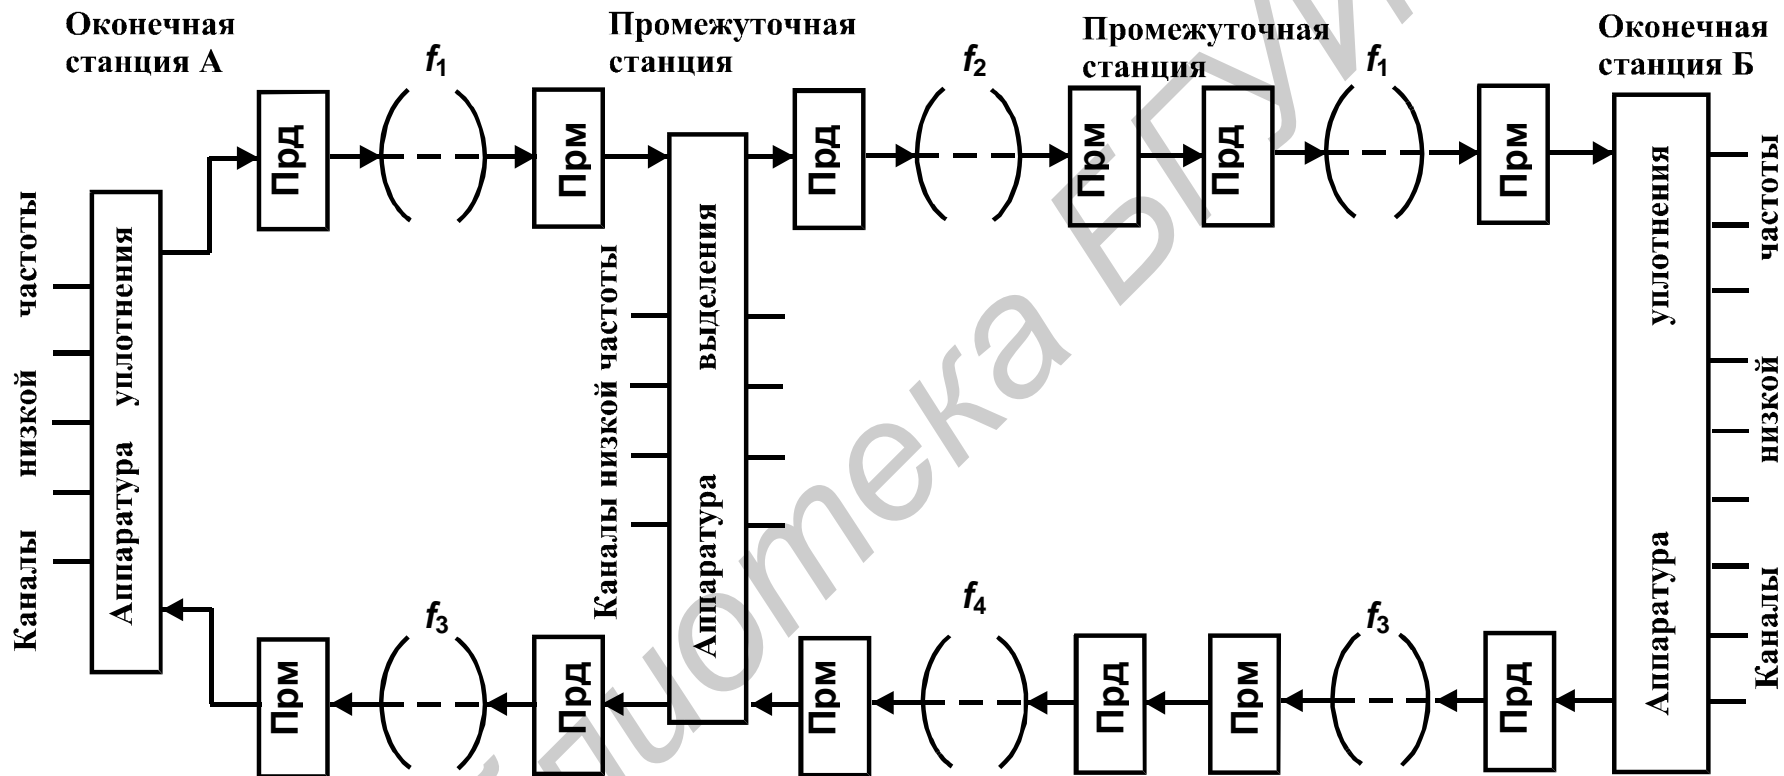 Оконечная
станция А
Промежуточная
станция
Промежуточная
станция
Оконечная
станция Б
f1
f2
f1
Прд
Прм
Прд
Прм
Прд
Прм
Каналы низкой частоты
Аппаратура уплотнения
Каналы низкой частоты
Аппаратура выделения
Аппаратура уплотнения
Каналы низкой частоты
f3
f4
f3
Прм
Прд
Прм
Прд
Прм
Прд